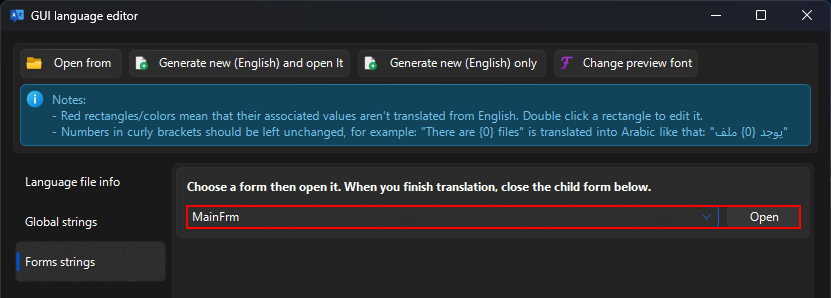 GUI language editor
Open from
Generate new (English) and open It
Generate new (English) only
Change preview font
Notes:
- Red rectangles/colors mean that their associated values aren't translated from English. Double click a rectangle to edit it.
- Numbers in curly brackets should be left unchanged, for example: "There are {0} files" is translated into Arabic like that: "يوجد {0} ملف"
Language file info
Global strings
Forms strings
Choose a form then open it. When you finish translation, close the child form below.
MainFrm
Open